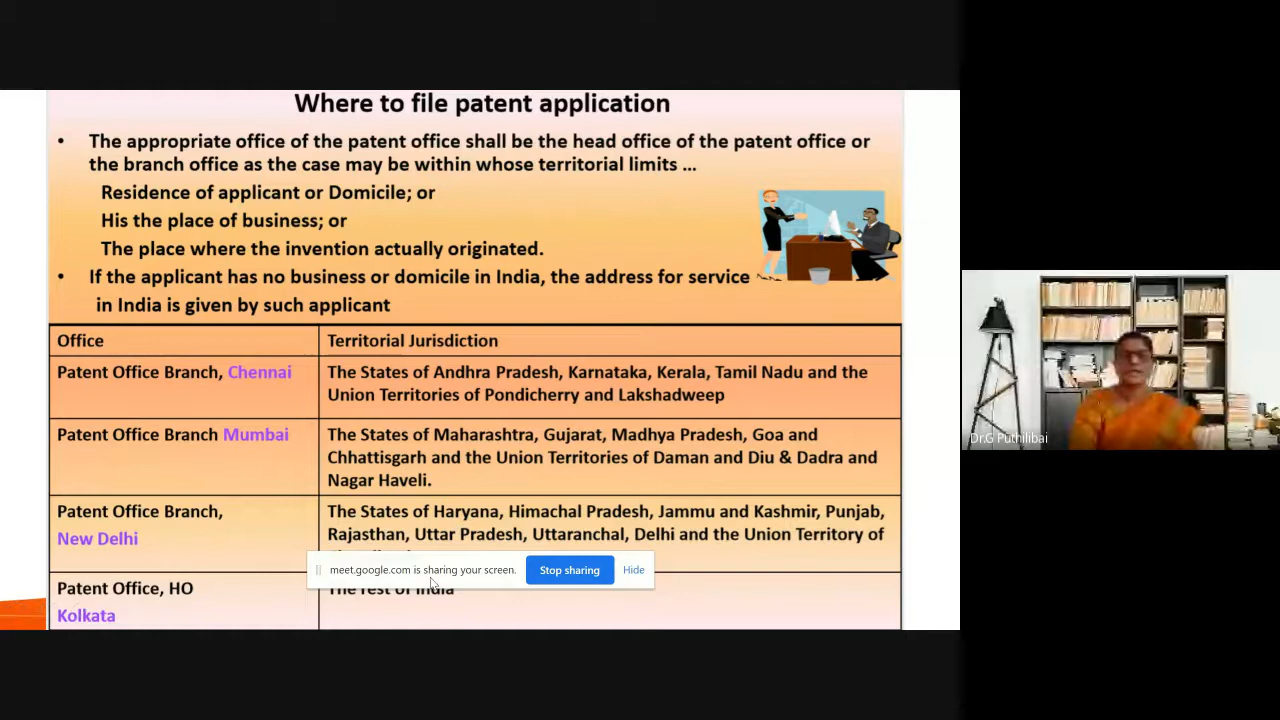 Where to file patent application
• The appropriate office of the patent office shall be the head office of the patent office or
the branch office as the case may be within whose territorial limits ...
Residence of applicant or Domicile; or
His the place of business; or
The place where the invention actually originated.
• If the applicant has no business or domicile in India, the address for service
in India is given by such applicant
Office Territorial Jurisdiction
Patent Office Branch, Chennai The States of Andhra Pradesh, Karnataka, Kerala, Tamil Nadu and the
Union Territories of Pondicherry and Lakshadweep
Patent Office Branch Mumbai The States of Maharashtra, Gujarat, Madhya Pradesh, Goa and
Chhattisgarh and the Union Territories of Daman and Diu & Dadra and
Nagar Haveli.
Patent Office Branch, The States of Haryana, Himachal Pradesh, Jammu and Kashmir, Punjab,
New Delhi Rajasthan, Uttar Pradesh, Uttaranchal, Delhi and the Union Territory of
meet.google.com is sharing your screen. Stop sharing Hide
Patent Office, HO The rest of India
Kolkata
Dr.G Puthilibai